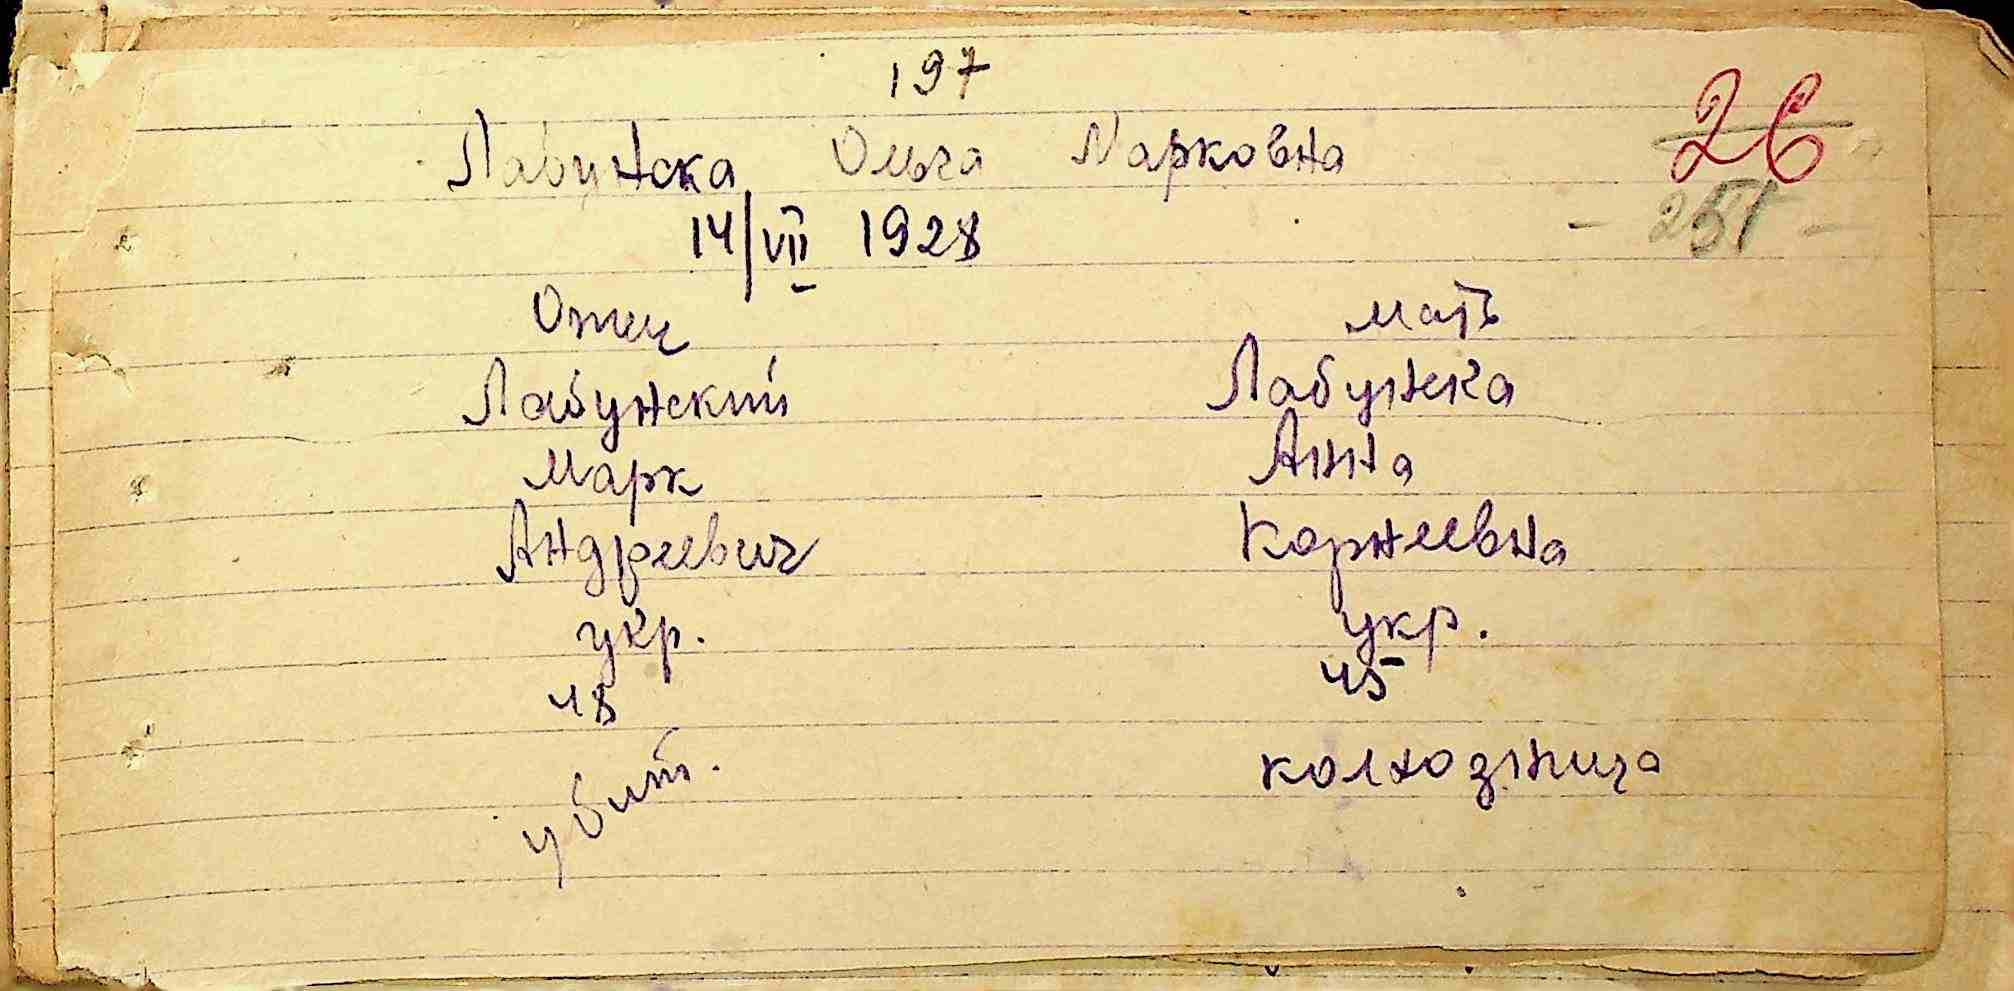 197
26
Лабунска Ольга Марковна
- 251 -
14/VII 1928
Отец мать
Лабунский Лабунска
Марк Анна
Андреевич Корнеевна
укр. укр.
48 45
убит. колхозница